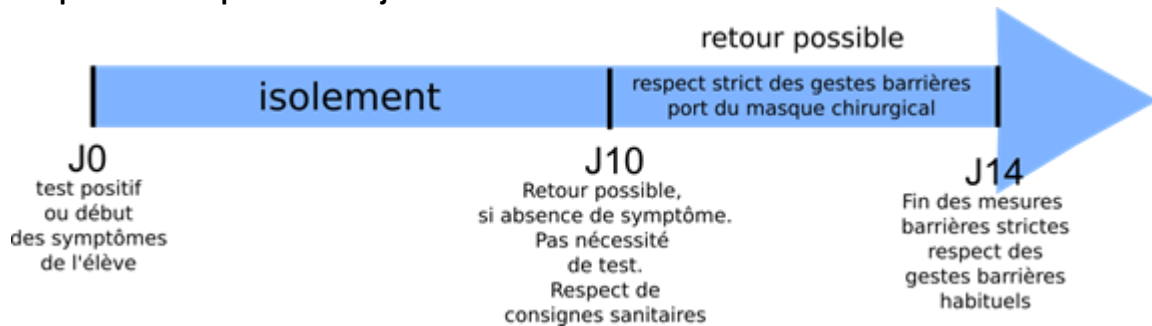 retour possible
isolement
respect strict des gestes barrières
port du masque chirurgical
J0
test positif
ou début
des symptômes
de l'élève
J10
Retour possible,
si absence de symptôme.
Pas nécessité
de test.
Respect de
consignes sanitaires
J14
Fin des mesures
barrières strictes
respect des
gestes barrières
habituels